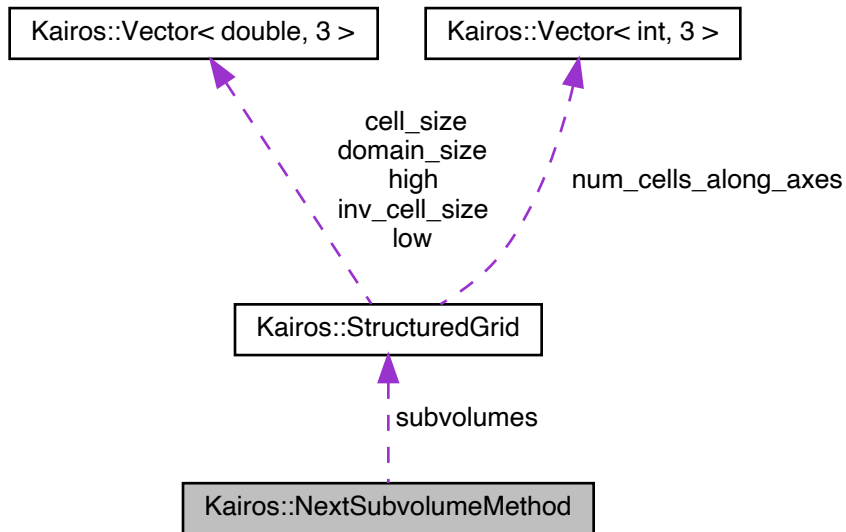 Kairos::Vector< double, 3 >
Kairos::Vector< int, 3 >
cell_size
domain_size
high
inv_cell_size
low
num_cells_along_axes
Kairos::StructuredGrid
subvolumes
Kairos::NextSubvolumeMethod